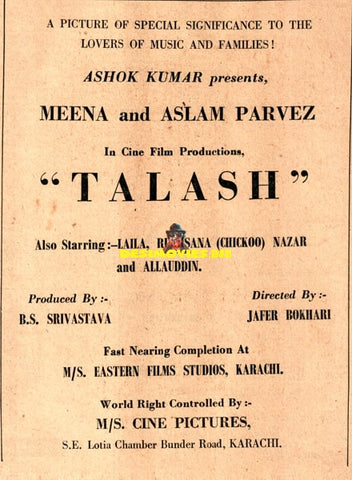 A PICTURE OF SPECIAL SIGNIFICANCE TO THE
LOVERS OF MUSIC AND FAMILIES !
ASHOK KUMAR presents,
MEENA and ASLAM PARVEZ
In Cine Film Productions,
"TALASH"
Also Starring :-LAILA, (CHICKOO) NAZAR
and ALLAUDDIN.
Produced By :-
B.S. SRIVASTAVA
Directed By :-
JAFER BOKHARI
Fast Nearing Completion At
M/S. EASTERN FILMS STUDIOS, KARACHI.
World Right Controlled By :-
M/S. CINE PICTURES,
S.E. Lotia Chamber Bunder Road, KARACHI.